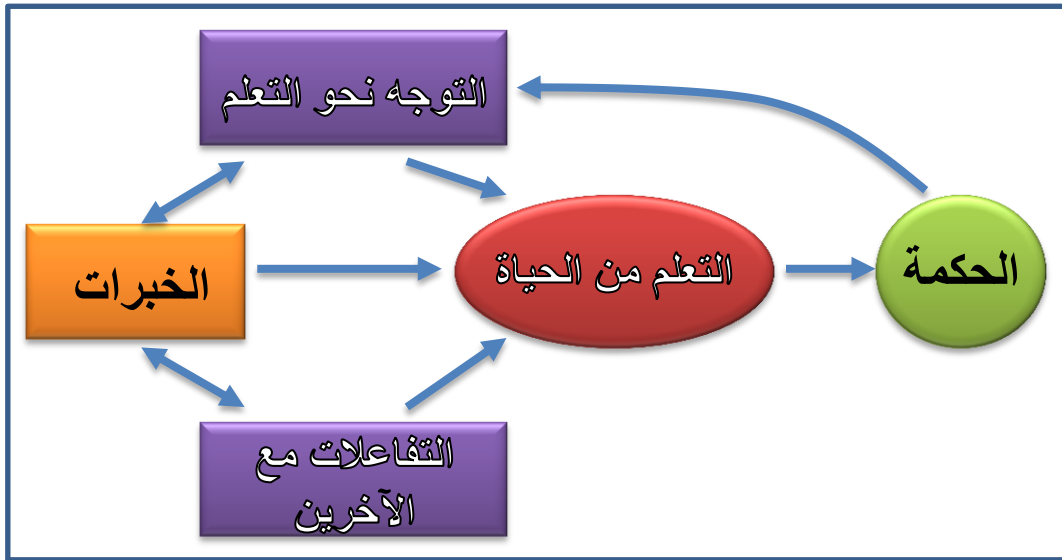 التوجه نحو التعلم
الخبرات
التعلم من الحياة
الحكمة
التفاعلات مع
الآخرين